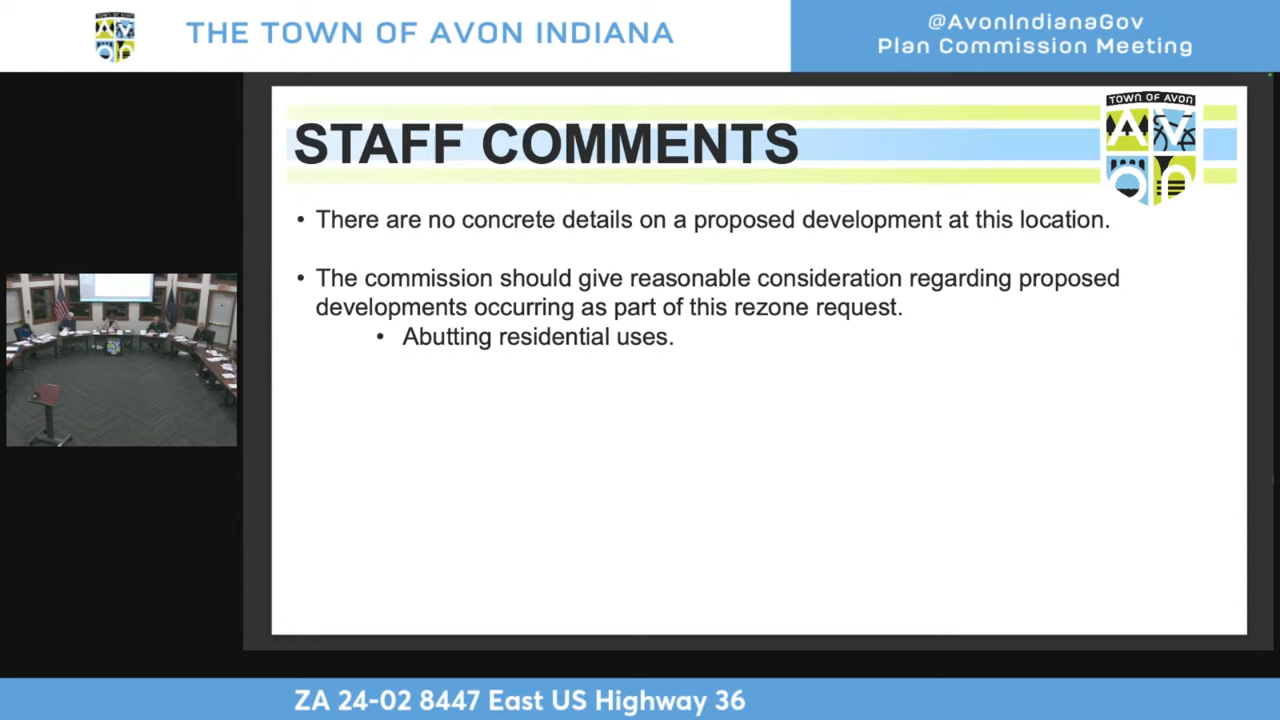 THE TOWN OF AVON INDIANA
@AvonIndianaGov
Plan Commission Meeting
TOWN OF AVON
Avon
STAFF COMMENTS
• There are no concrete details on a proposed development at this location.
• The commission should give reasonable consideration regarding proposed
developments occurring as part of this rezone request.
• Abutting residential uses.
ZA 24-02 8447 East US Highway 36